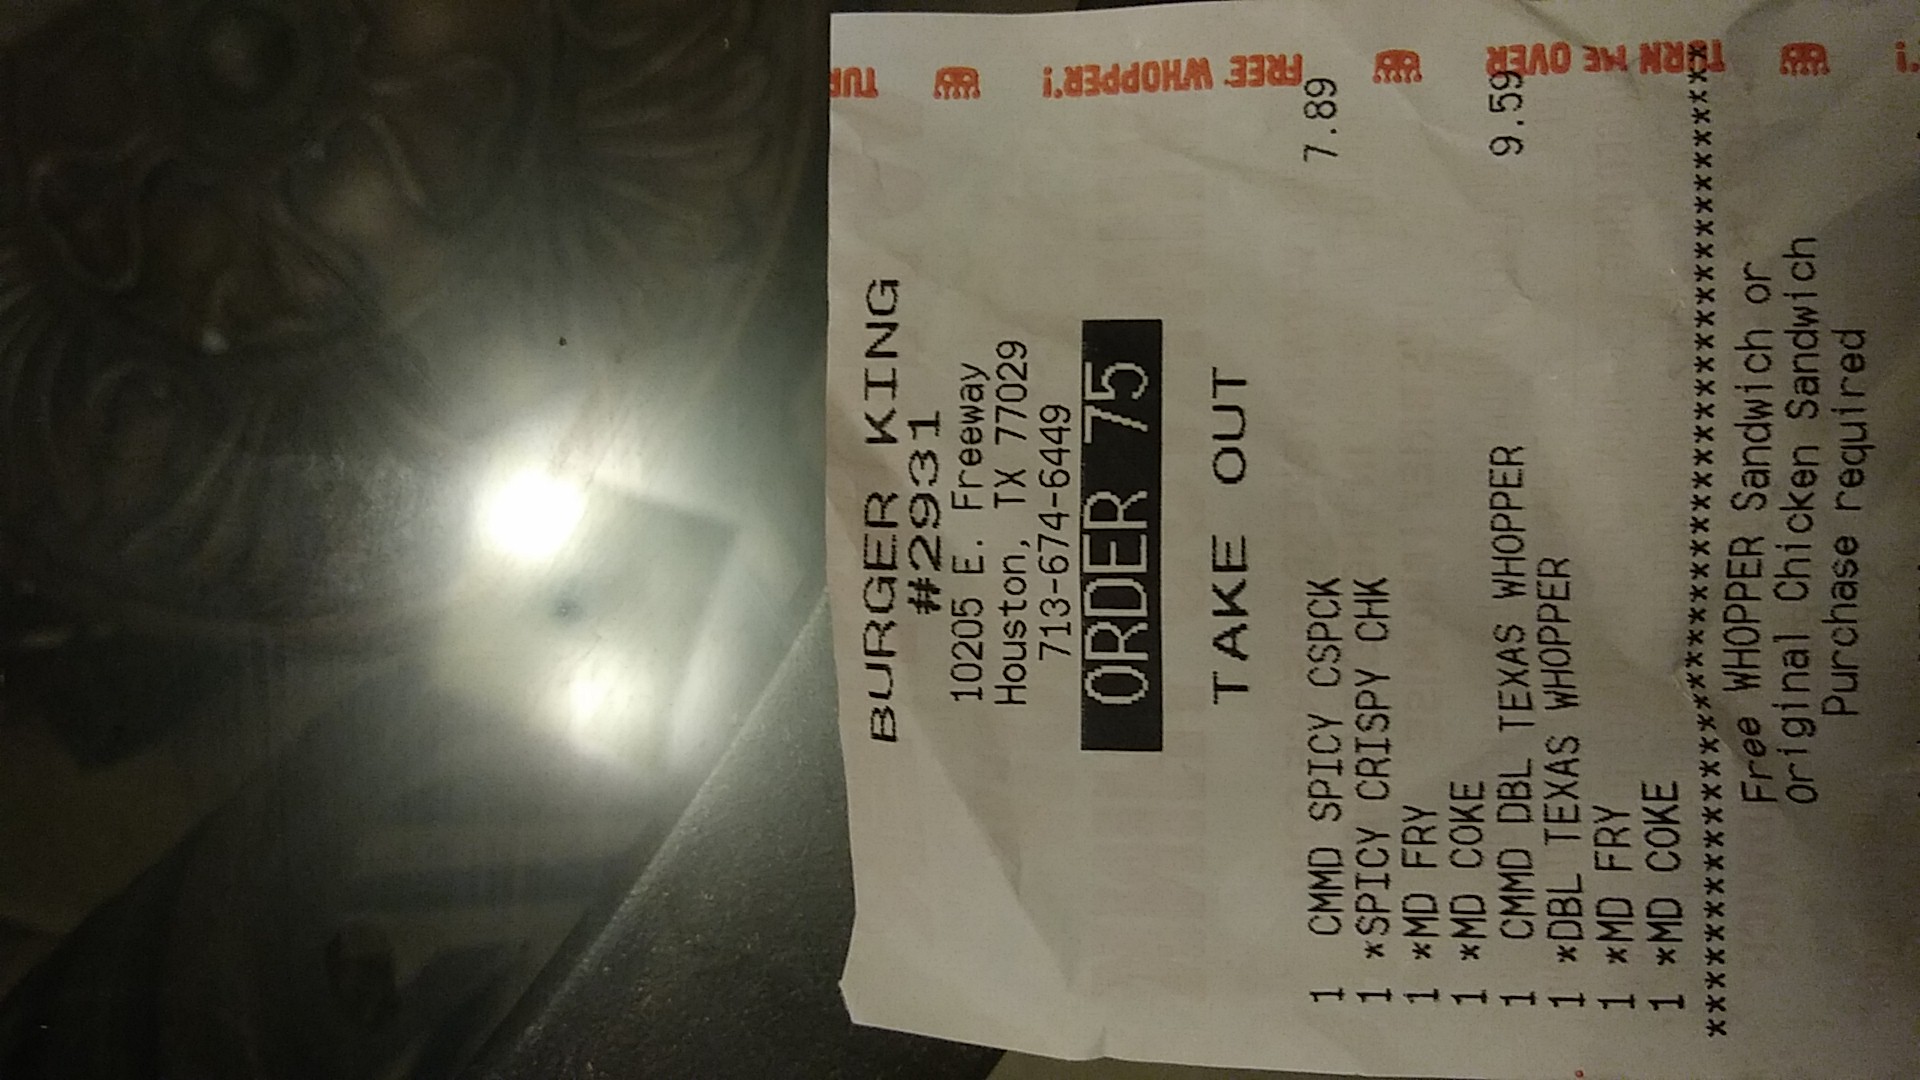 BURGER KING
#2931
10205 E. Freeway
Houston, TX 77029
713-674-6449
ORDER 75
TAKE OUT
1 CMMD SPICY CSPCK 7.89
1 *SPICY CRISPY CHK
1 *MD FRY
1 *MD COKE
1 CMMD DBL TEXAS WHOPPER 9.59
1 *DBL TEXAS WHOPPER
1 *MD FRY
1 *MD COKE
****************************************
Free WHOPPER Sandwich or
Original Chicken Sandwich
Purchase required
TURN ME OVER FREE WHOPPER! TUR